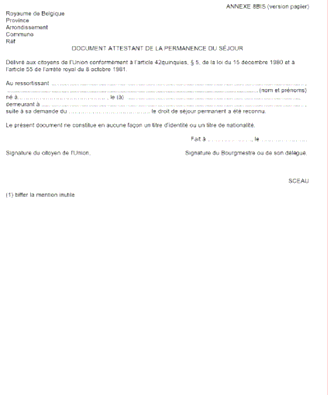 ANNEXE 8BIS (version papier)
Royaume de Belgique
Province
Arrondissement
Commune
Réf
DOCUMENT ATTESTANT DE LA PERMANENCE DU SÉJOUR
Délivré aux citoyens de l'Union conformément à l'article 42quinquies, § 5, de la loi du 15 décembre 1980 et à
l'article 55 de l'arrêté royal du 8 octobre 1981.
Au ressortissant
(nom et prénoms)
né à , le (à)
demeurant à
suite à sa demande du le droit de séjour permanent a été reconnu.
Le présent document ne constitue en aucune façon un titre d'identité ou un titre de nationalité.
Fait à , le
Signature du citoyen de l'Union. Signature du Bourgmestre ou de son délégué.
SCEAU
(1) biffer la mention inutile